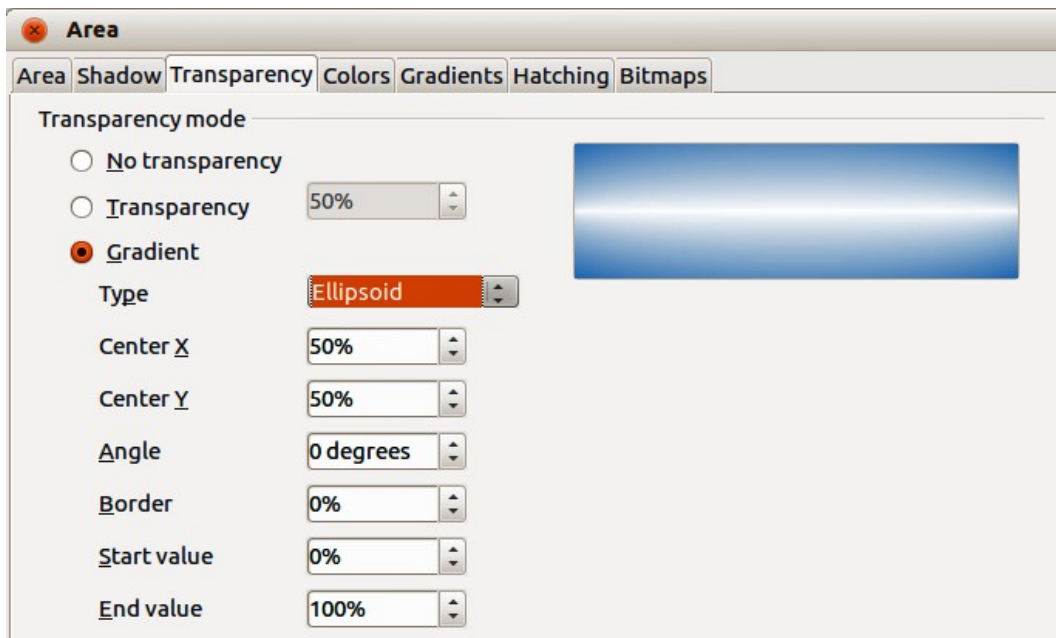 Area
Area Shadow Transparency Colors Gradients Hatching Bitmaps
Transparency mode
No transparency
Transparency 50%
Gradient
Type Ellipsoid
Center X 50%
Center Y 50%
Angle 0 degrees
Border 0%
Start value 0%
End value 100%